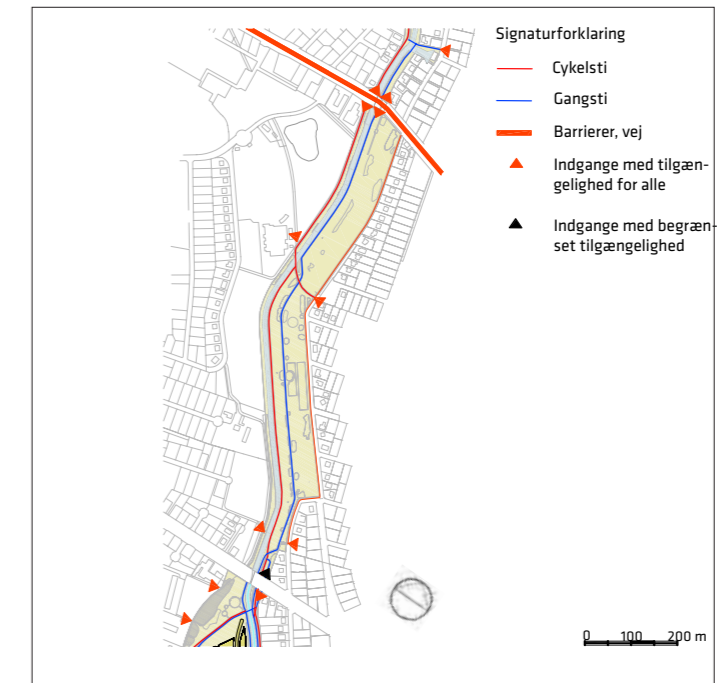 Signaturforklaring
Cykelsti
Gangsti
Barrierer, vej
Indgange med tilgæn-
gelighed for alle
Indgange med begræn-
set tilgængelighed
0 100 200 m